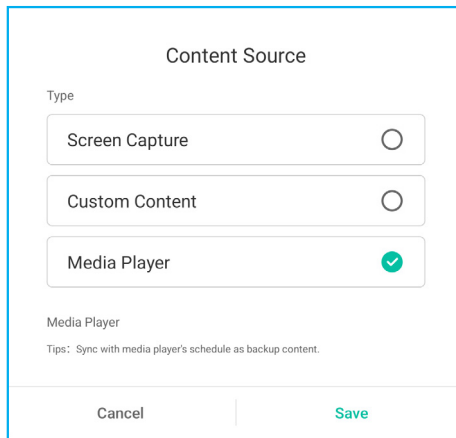 Content Source
Type
Screen Capture
Custom Content
Media Player
Media Player
Tips: Sync with media player's schedule as backup content.
Cancel
Save